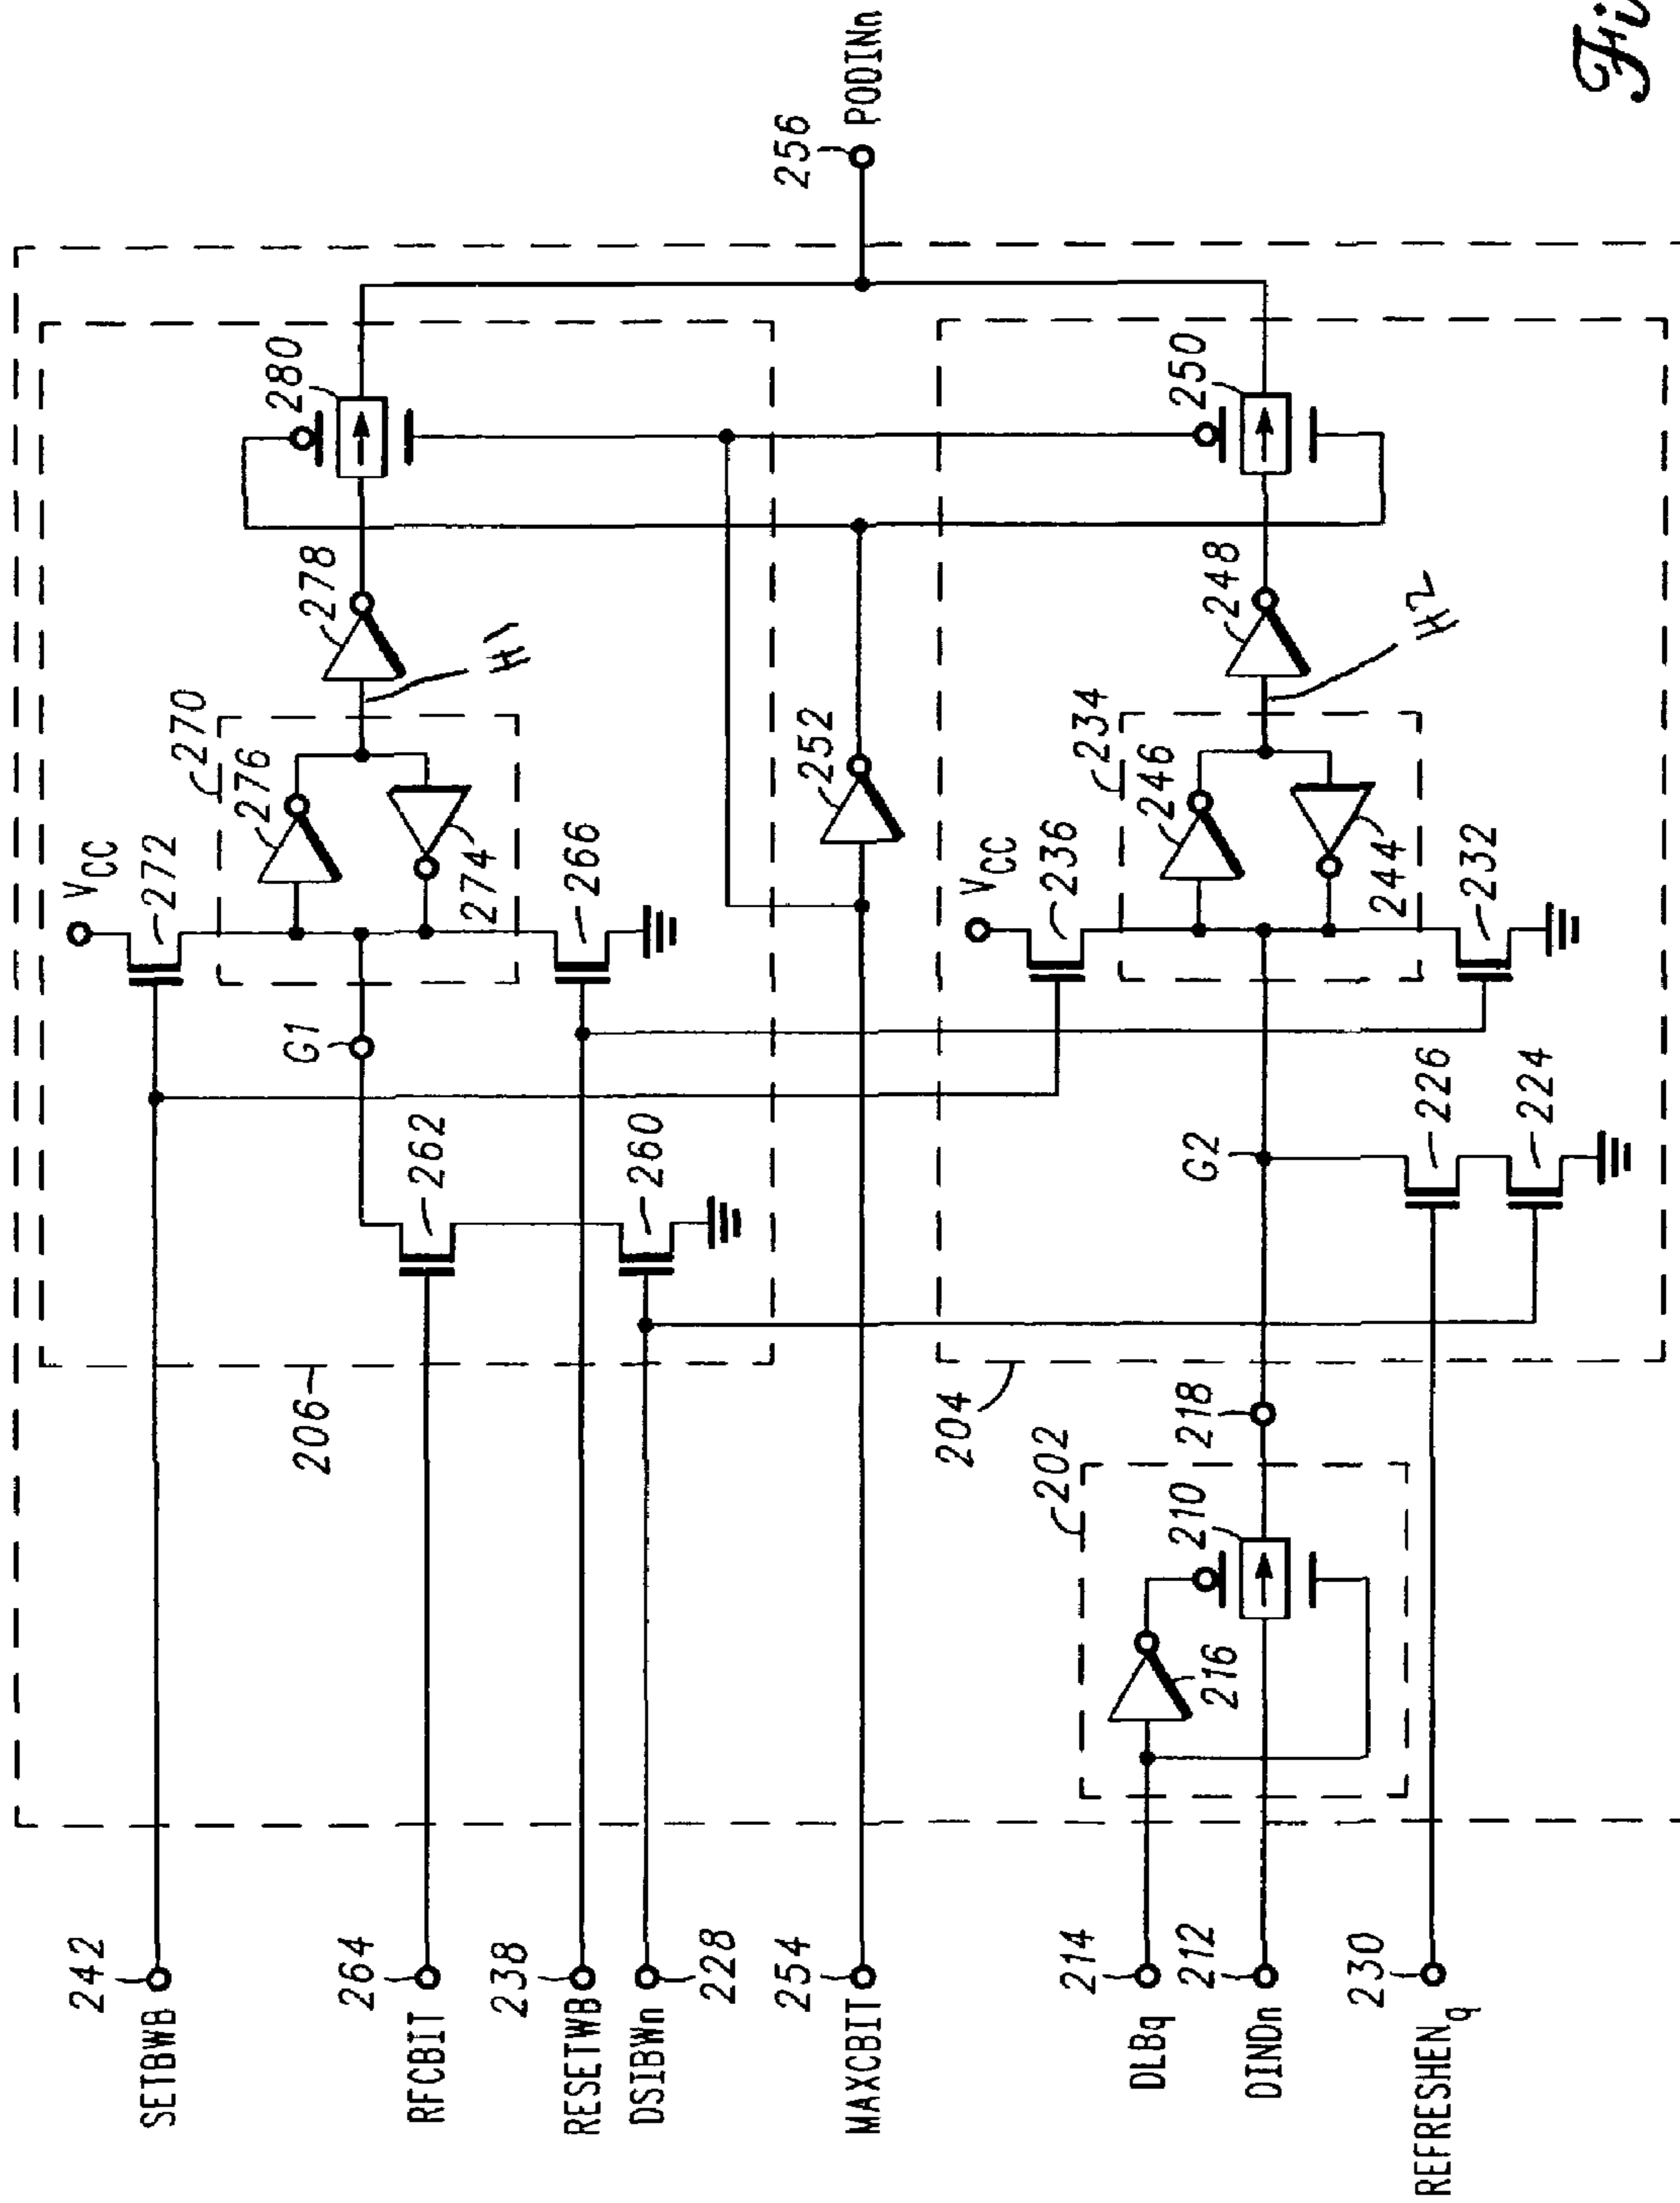 242
SETBWB
VCC
272
270
276
280
278
G1
H1
262
274
206
264
RFCBIT
260
266
238
RESETWB
DSIBWn
228
252
256
PODINn
254
MAXCBIT
VCC
236
234
246
250
248
204
202
218
G2
H2
210
214
DLBq
216
212
DINDn
244
226
232
224
230
REFRESHENq
Fi